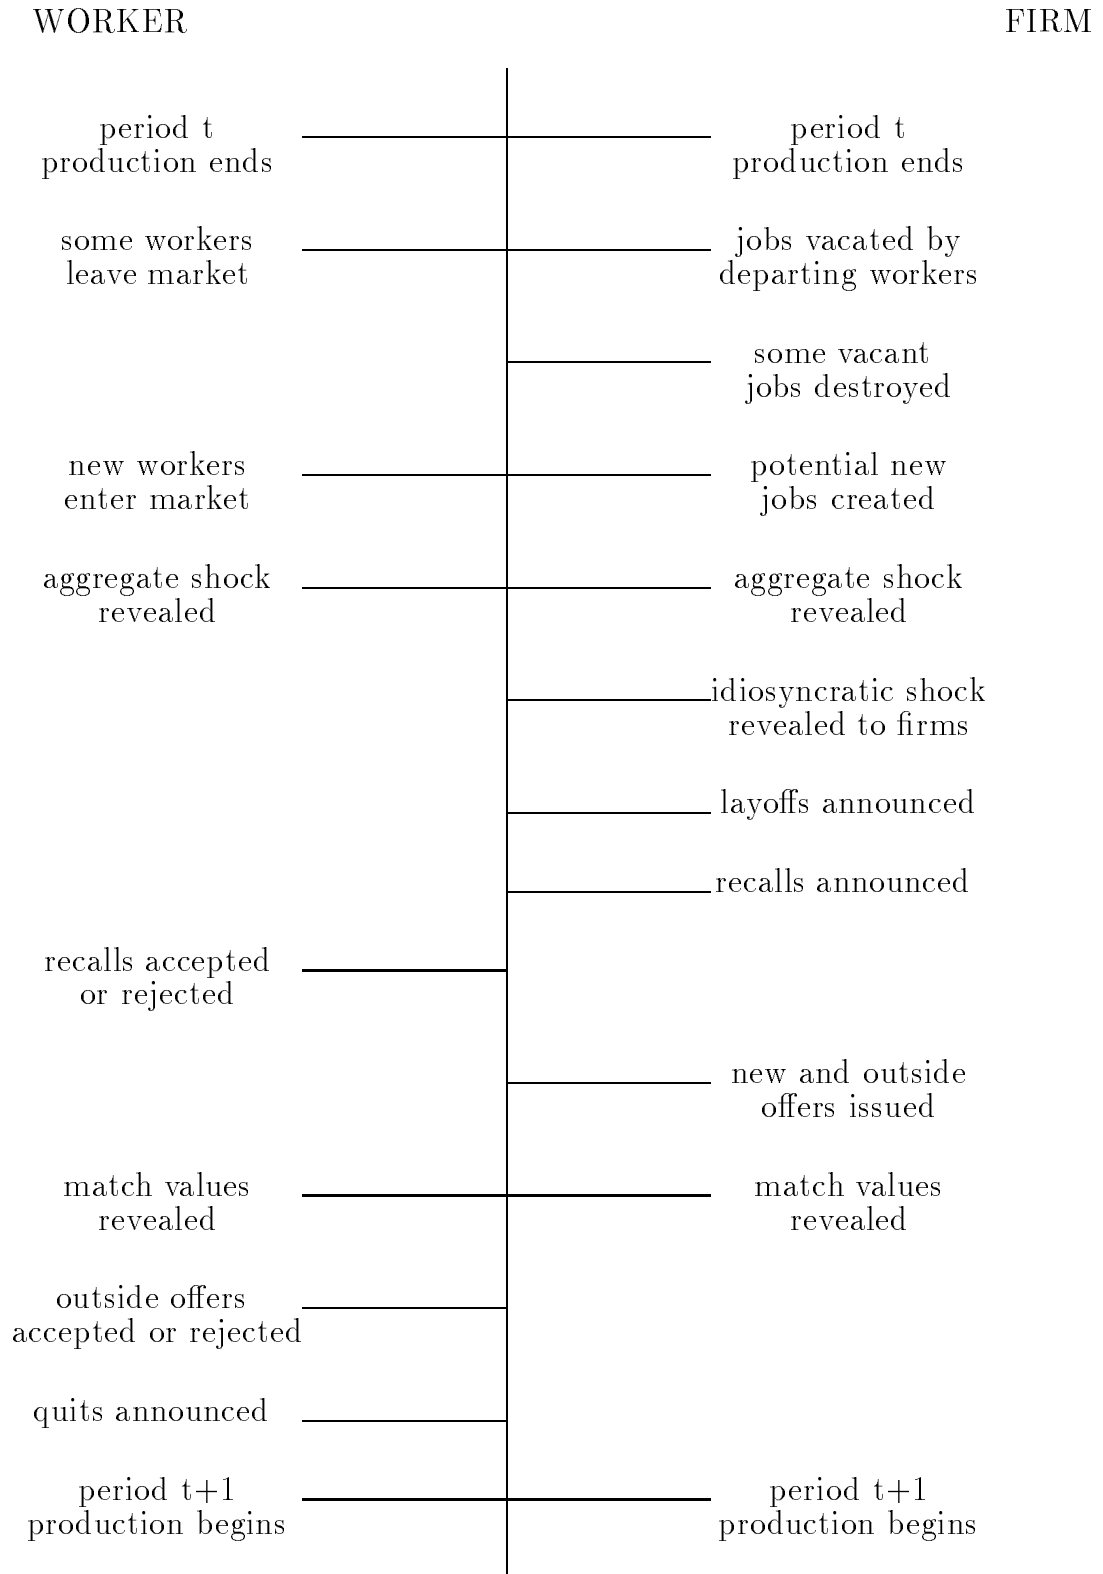 WORKER
FIRM
period t
production ends
period t
production ends
some workers
leave market
jobs vacated by
departing workers
some vacant
jobs destroyed
new workers
enter market
potential new
jobs created
aggregate shock
revealed
aggregate shock
revealed
idiosyncratic shock
revealed to firms
layoffs announced
recalls announced
recalls accepted
or rejected
new and outside
offers issued
match values
revealed
match values
revealed
outside offers
accepted or rejected
quits announced
period t+1
production begins
period t+1
production begins